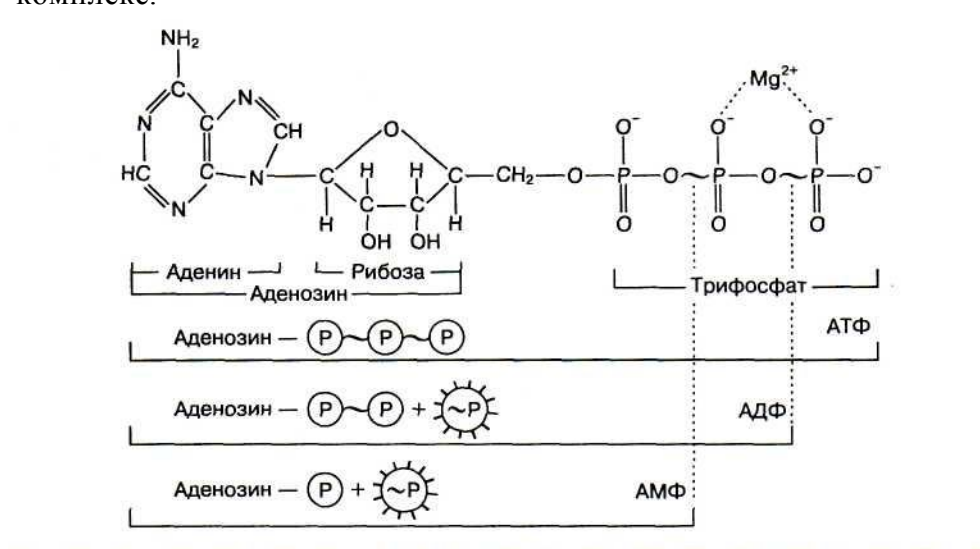 комплексе.
NH₂
Mg²⁺
O⁻ O⁻ O⁻
C N N C CH O
HC C N C H H C CH₂ O P O ~ P O ~ P O⁻
N C C
H H O O O
OH OH
Аденин Рибоза
Аденозин Трифосфат
Аденозин — P ~ P ~ P АТФ
Аденозин — P ~ P + ~P АДФ
Аденозин — P + ~P АМФ